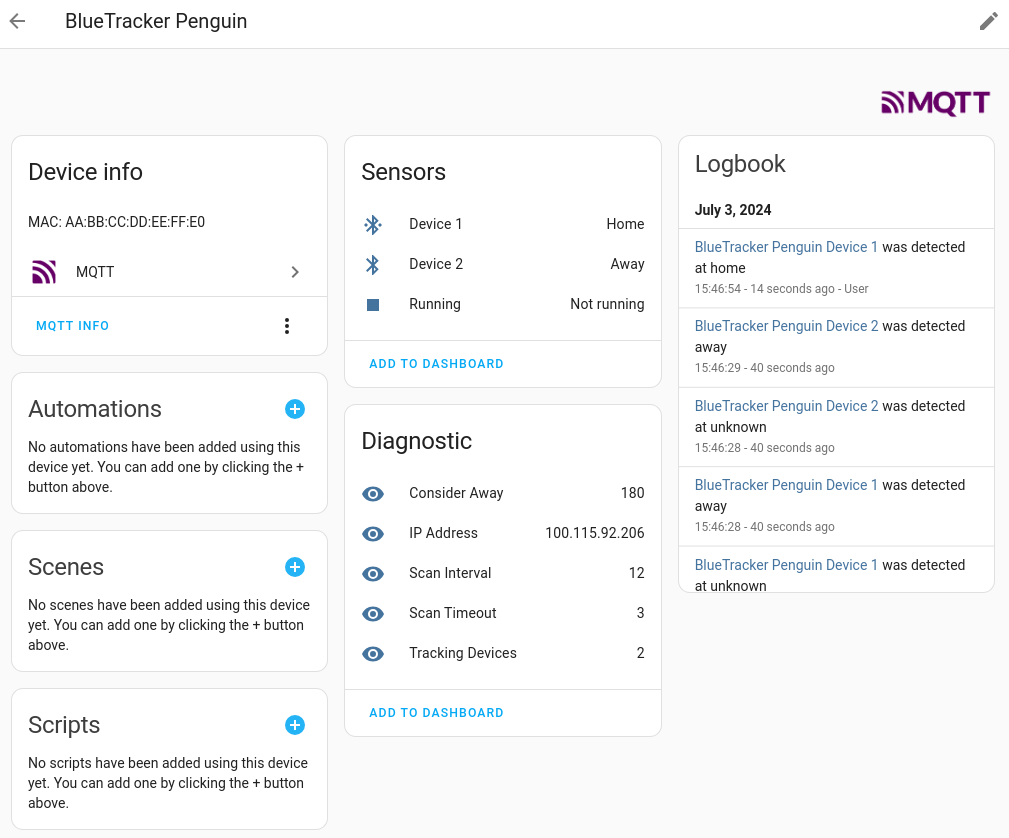 BlueTracker Penguin
MQTT
Device info
MAC: AA:BB:CC:DD:EE:FF:E0
MQTT
MQTT INFO
Automations
No automations have been added using this
device yet. You can add one by clicking the +
button above.
Scenes
No scenes have been added using this device
yet. You can add one by clicking the + button
above.
Scripts
No scripts have been added using this device
yet. You can add one by clicking the + button
above.
Sensors
Device 1 Home
Device 2 Away
Running Not running
ADD TO DASHBOARD
Diagnostic
Consider Away 180
IP Address 100.115.92.206
Scan Interval 12
Scan Timeout 3
Tracking Devices 2
ADD TO DASHBOARD
Logbook
July 3, 2024
BlueTracker Penguin Device 1 was detected
at home
15:46:54 - 14 seconds ago - User
BlueTracker Penguin Device 2 was detected
away
15:46:29 - 40 seconds ago
BlueTracker Penguin Device 2 was detected
at unknown
15:46:28 - 40 seconds ago
BlueTracker Penguin Device 1 was detected
away
15:46:28 - 40 seconds ago
BlueTracker Penguin Device 1 was detected
at unknown